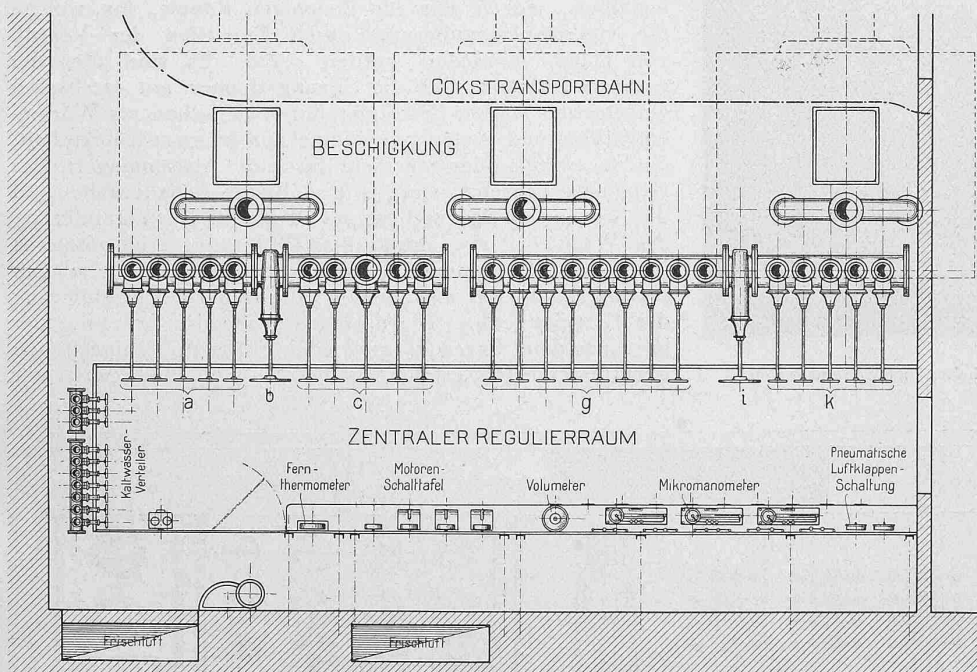 COKSTRANSPORTBAHN
BESCHICKUNG
a
b
c
g
i
k
ZENTRALER REGULIERRAUM
Kaltwasser-
Verteiler
Fern-
thermometer
Motoren-
Schalttafel
Volumeter
Mikromanometer
Pneumatische
Luftklappen-
Schaltung
Frischluft
Frischluft